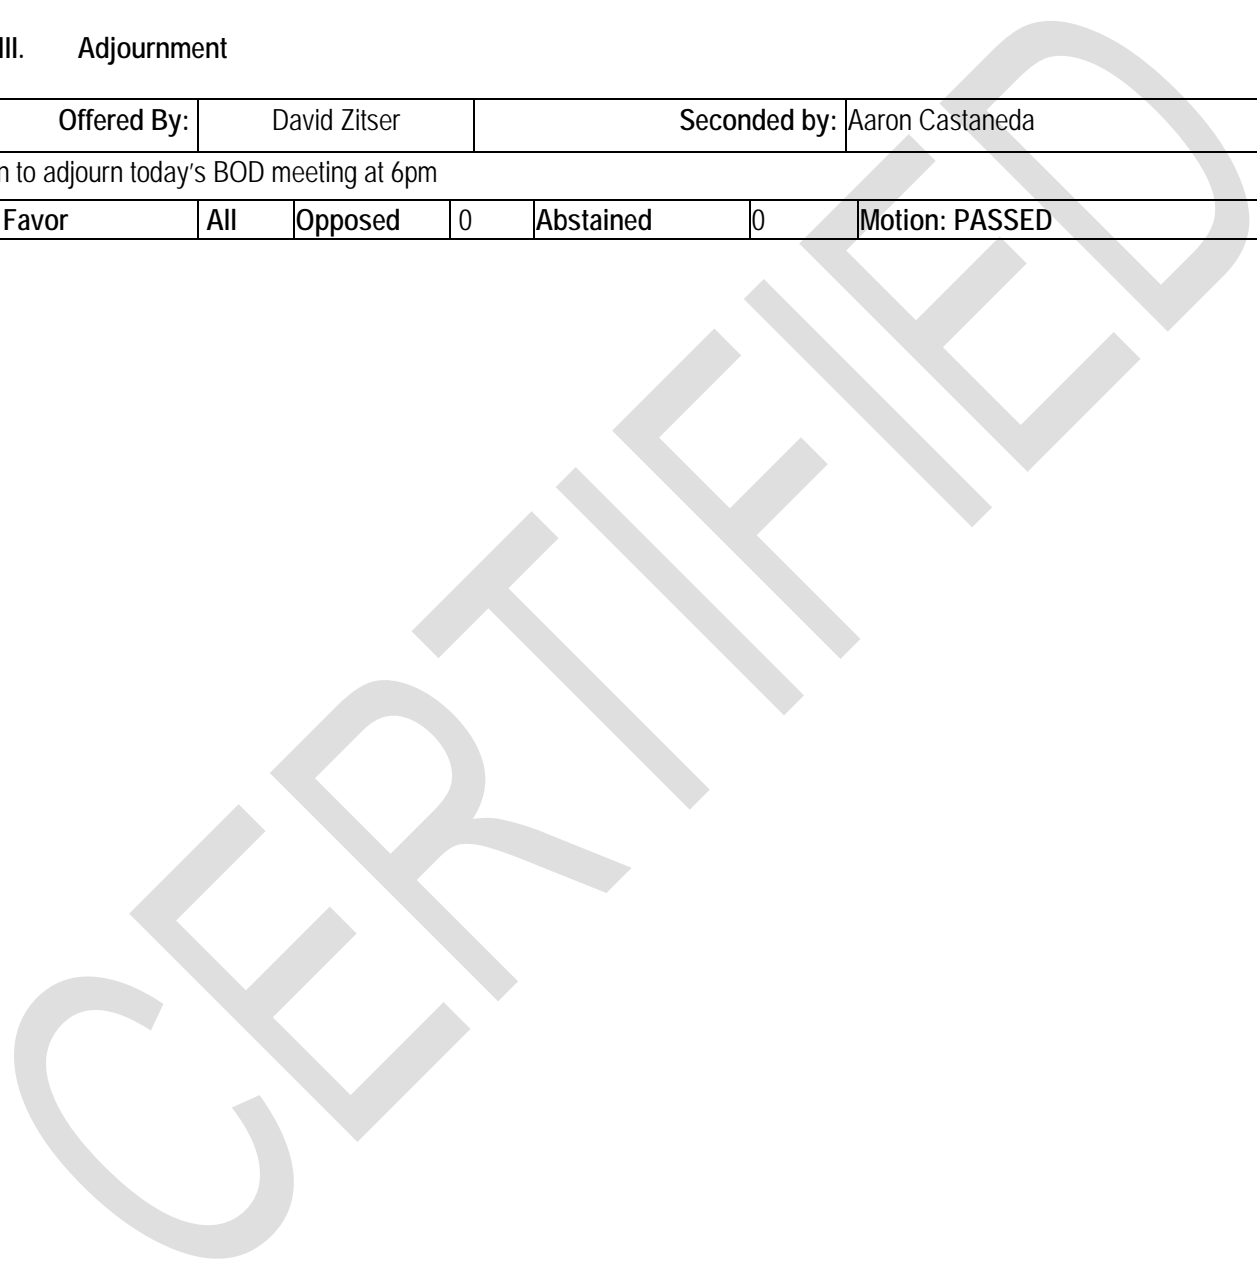 III. Adjournment
Offered By: David Zitser Seconded by: Aaron Castaneda
n to adjourn today's BOD meeting at 6pm
Favor All Opposed 0 Abstained 0 Motion: PASSED
CERTIFIED